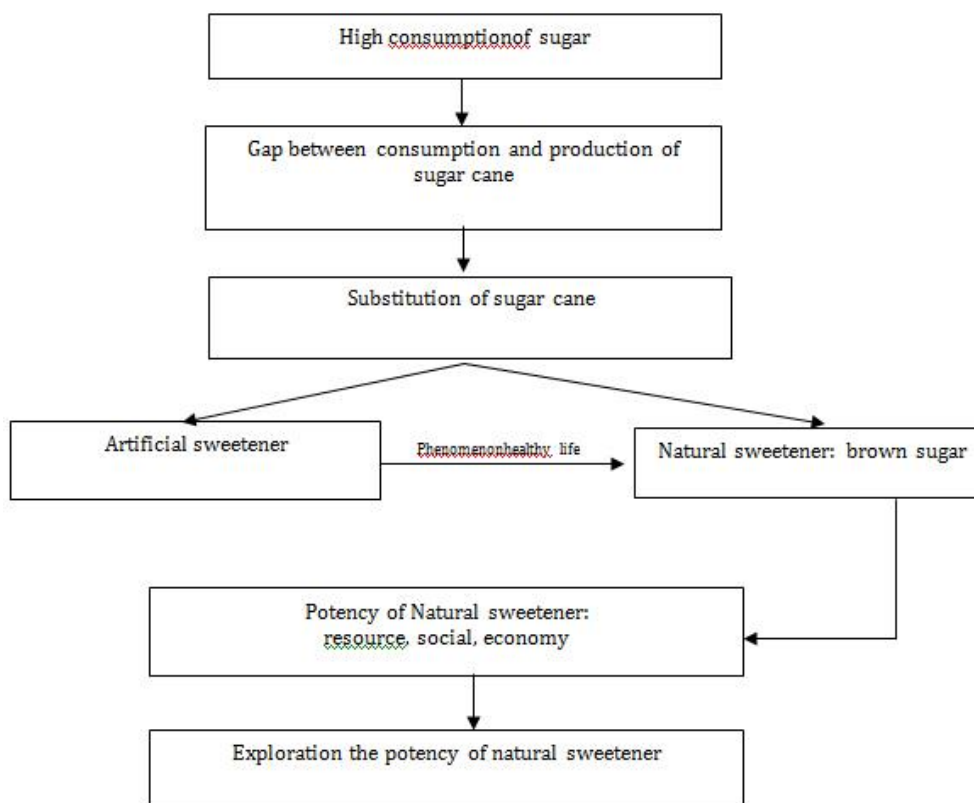 High consumptionof sugar
Gap between consumption and production of
sugar cane
Substitution of sugar cane
Artificial sweetener
Phenomenonhealthy life
Natural sweetener: brown sugar
Potency of Natural sweetener:
resource, social, economy
Exploration the potency of natural sweetener